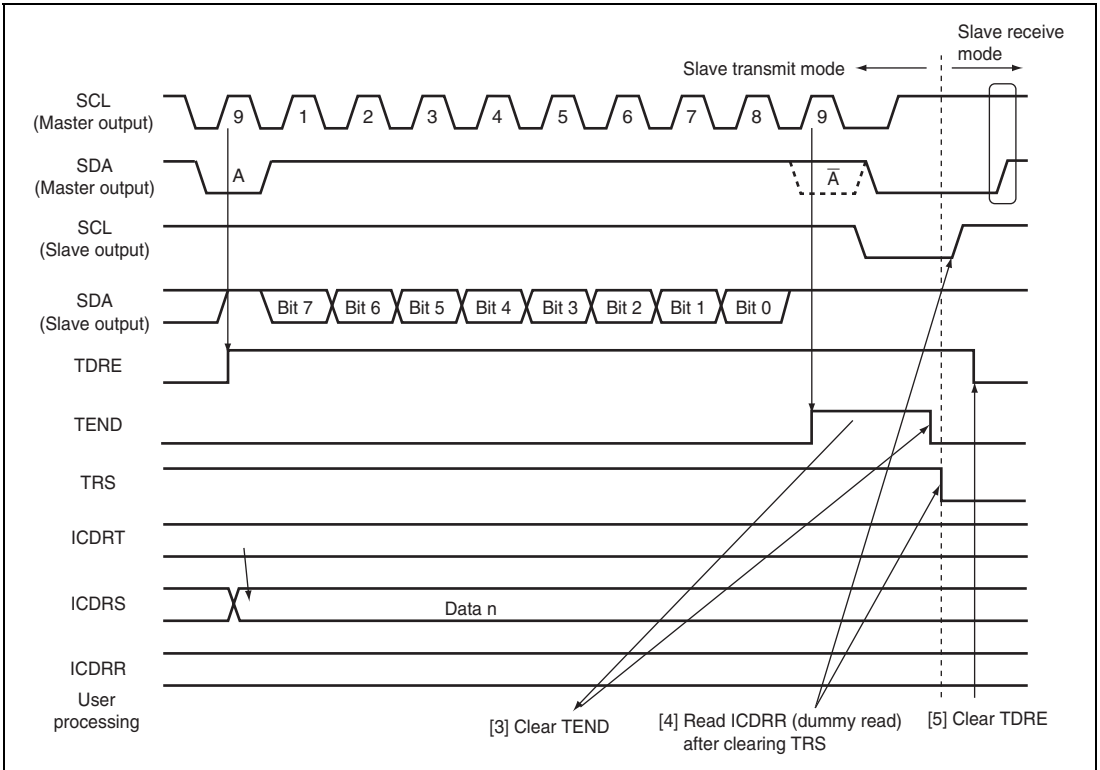 Slave receive
mode
Slave transmit mode
SCL
(Master output)
9 1 2 3 4 5 6 7 8 9
SDA
(Master output)
A A̅
SCL
(Slave output)
SDA
(Slave output)
Bit 7 Bit 6 Bit 5 Bit 4 Bit 3 Bit 2 Bit 1 Bit 0
TDRE
TEND
TRS
ICDRT
ICDRS
Data n
ICDRR
User
processing
[3] Clear TEND
[4] Read ICDRR (dummy read)
after clearing TRS
[5] Clear TDRE